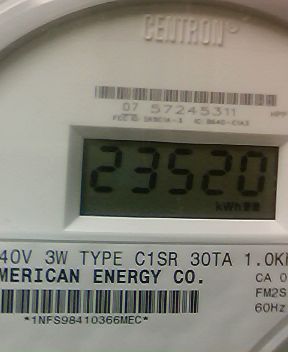 CENTRON®
07 57245311
HPP
23520
kWh
40V 3W TYPE C1SR 30TA 1.0K
MERICAN ENERGY CO.
CA 0
FM2S
60Hz
*1NFS98410366MEC*